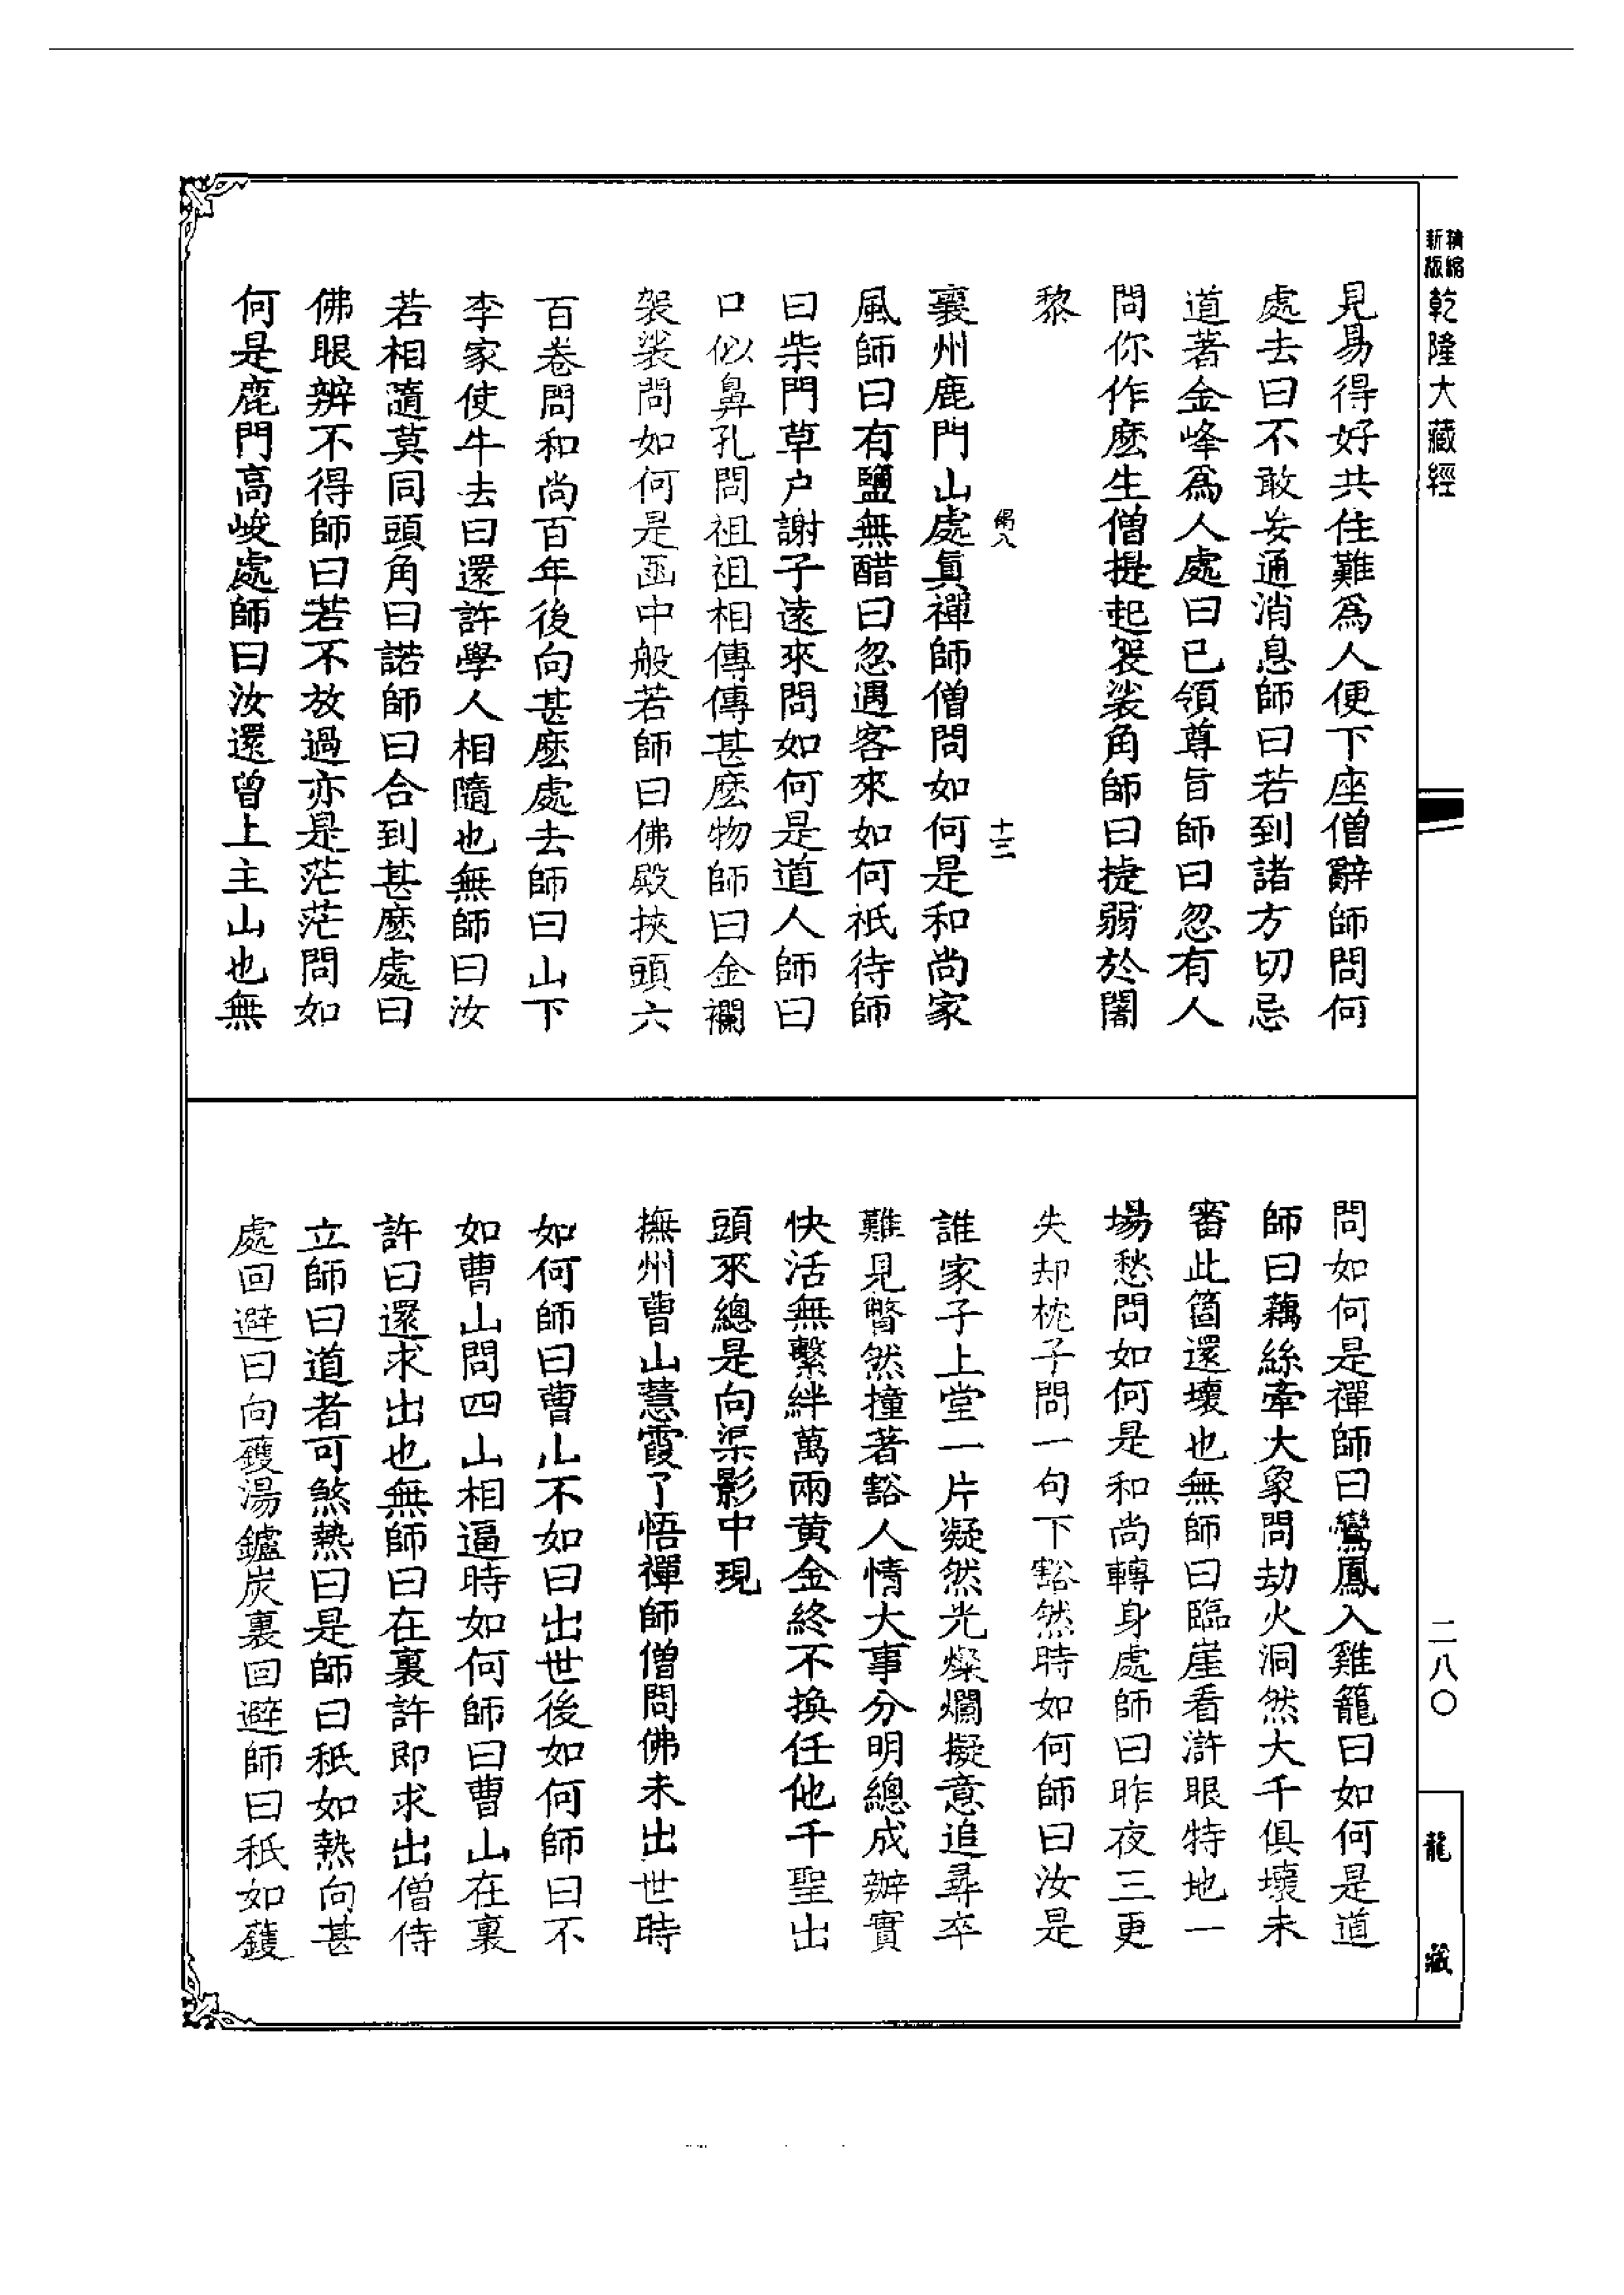 新版
精縮
乾隆大藏經
見易得好共住難為人便下座僧辭師問何
處去曰不敢妄通消息師曰若到諸方切忌
道著金峰為人處曰已領尊旨師曰忽有人
問你作麼生僧提起袈裟角師曰捷弱於闍
黎
十三
襄州鹿門山處真禪師僧問如何是和尚家
風師曰有鹽無醋曰忽遇客來如何祇待師
曰柴門草户謝子遠來問如何是道人師曰
口似鼻孔問祖祖相傳傳甚麼物師曰金襴
袈裟問如何是函中般若師曰佛殿挾頭六
百卷問和尚百年後向甚麼處去師曰山下
李家使牛去曰還許學人相隨也無師曰汝
若相隨莫同頭角曰諾師曰合到甚麼處曰
佛眼辨不得師曰若不放過亦是茫茫問如
何是鹿門高峻處師曰汝還曾上主山也無
問如何是禪師曰鸞鳳入雞籠曰如何是道
師曰藕絲牽大象問劫火洞然大千俱壞未
審此箇還壞也無師曰臨崖看滸眼特地一
場愁問如何是和尚轉身處師曰昨夜三更
失却枕子問一句下豁然時如何師曰汝是
誰家子上堂一片凝然光燦爛擬意追尋卒
難見瞥然撞著豁人情大事分明總成辦實
快活無繫絆萬兩黄金終不換任他千聖出
頭來總是向渠影中現
撫州曹山慧霞了悟禪師僧問佛未出世時
如何師曰曹山不如曰出世後如何師曰不
如曹山問四山相逼時如何師曰曹山在裏
許曰還求出也無師曰在裏許即求出僧侍
立師曰道者可煞熱曰是師曰秖如熱向甚
處回避曰向鑊湯鑪炭裏回避師曰秖如鑊
二八〇
龍藏